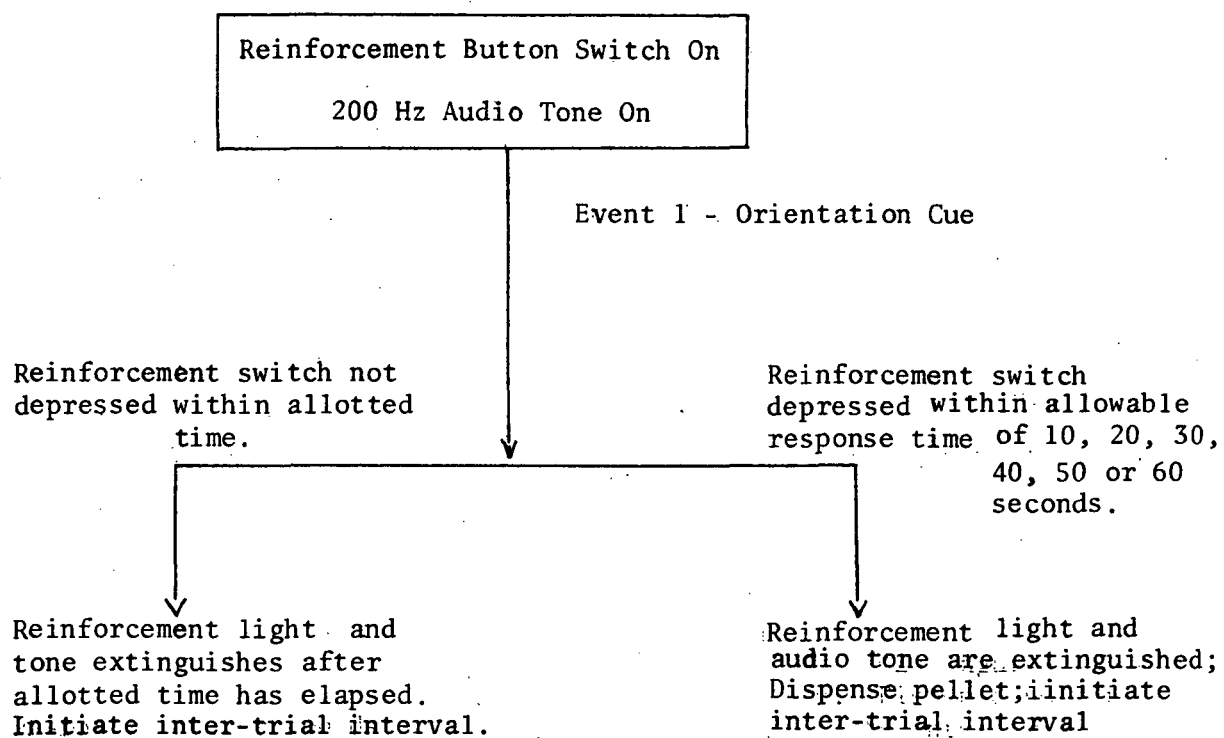 Reinforcement Button Switch On
200 Hz Audio Tone On
Event 1 - Orientation Cue
Reinforcement switch not
depressed within allotted
time.
Reinforcement switch
depressed within allowable
response time of 10, 20, 30,
40, 50 or 60
seconds.
Reinforcement light and
tone extinguishes after
allotted time has elapsed.
Initiate inter-trial interval.
Reinforcement light and
audio tone are extinguished;
Dispense pellet;iinitiate
inter-trial interval